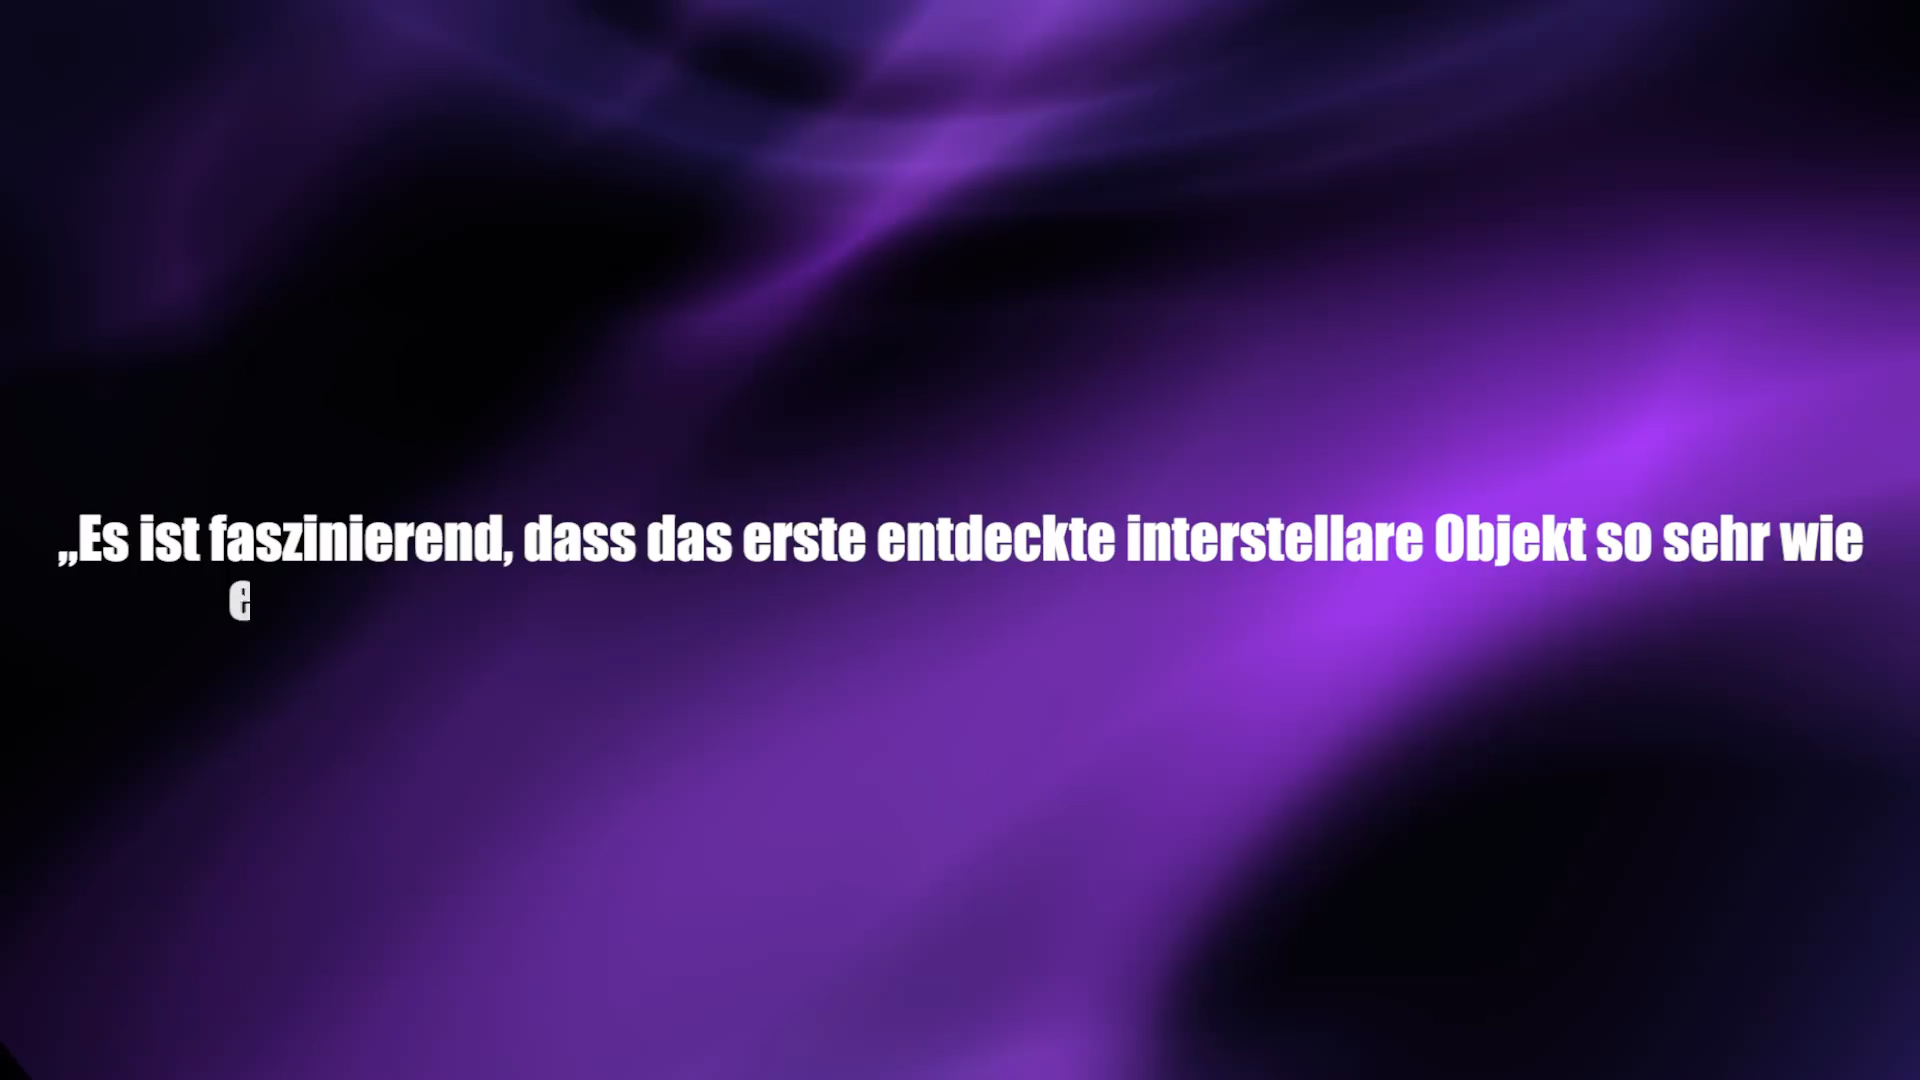 „Es ist faszinierend, dass das erste entdeckte interstellare Objekt so sehr wie
e